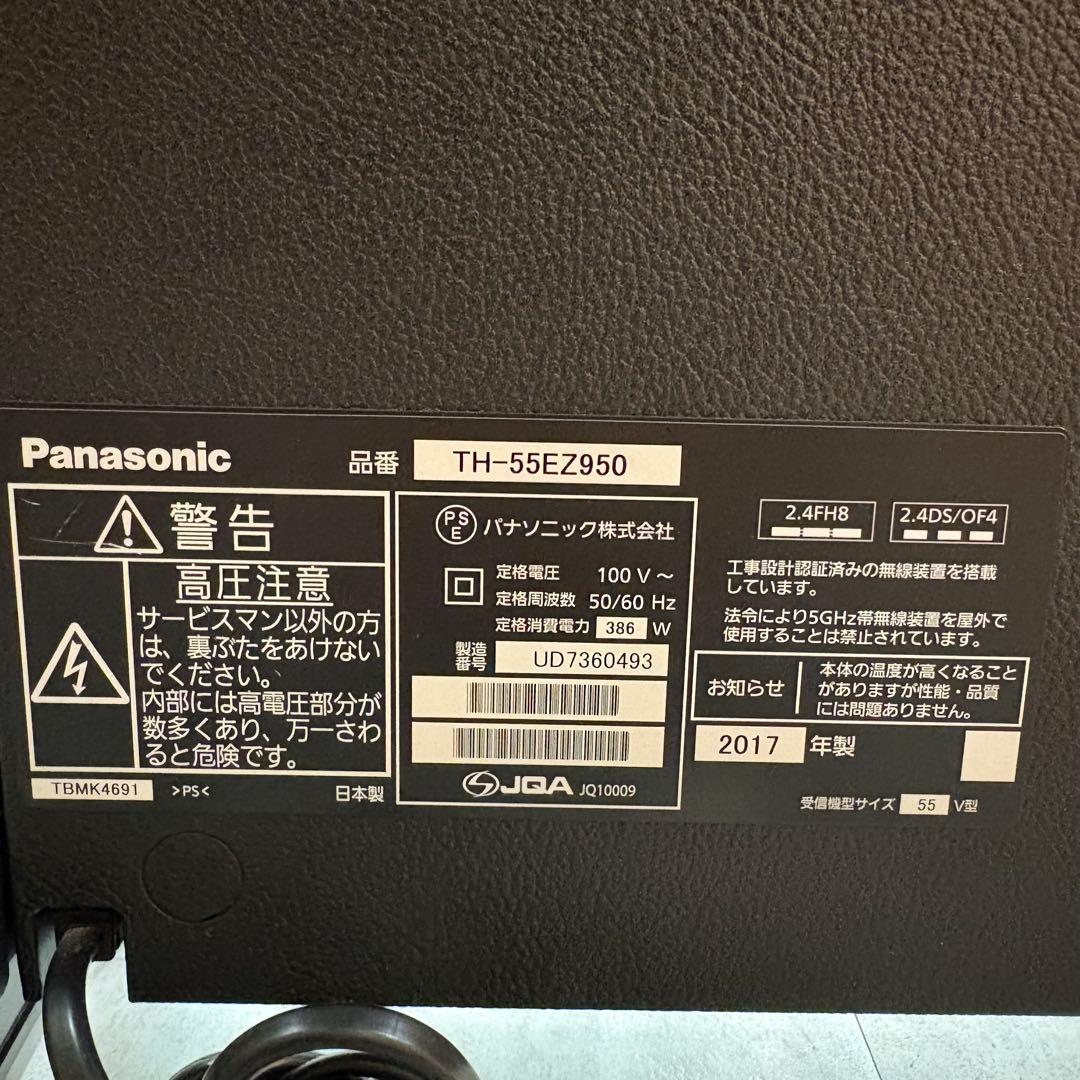 Panasonic
品番 TH-55EZ950
警告
高圧注意
サービスマン以外の方
は、裏ぶたをあけない
でください。
内部には高電圧部分が
数多くあり、万一さわ
ると危険です。
TBMK4691 >PS< 日本製
PSE パナソニック株式会社
定格電圧 100 V ～
定格周波数 50/60 Hz
定格消費電力 386 W
製造
番号 UD7360493
JQA JQ10009
2.4FH8 2.4DS/OF4
工事設計認証済みの無線装置を搭載
しています。
法令により5GHz帯無線装置を屋外で
使用することは禁止されています。
お知らせ
本体の温度が高くなること
がありますが性能・品質
には問題ありません。
2017 年製
受信機型サイズ 55 V型